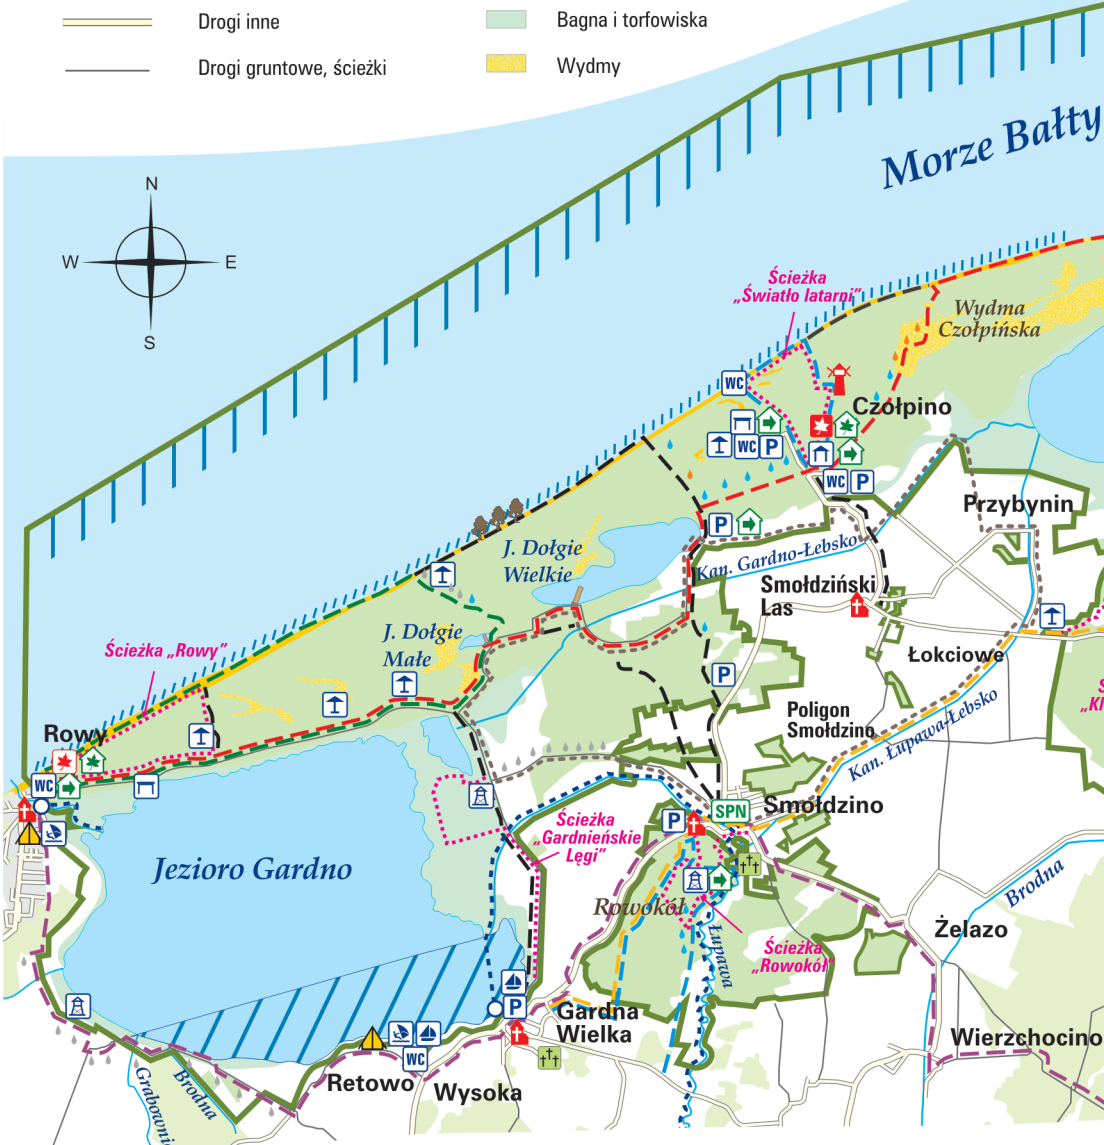 Drogi inne
Bagna i torfowiska
Drogi gruntowe, ścieżki
Wydmy
Morze Bałty
N
W
E
S
Ścieżka
„Światło latarni”
Wydma
Czołpińska
WC
Czołpino
WC
P
WC
P
Przybynin
P
J. Dołgie
Wielkie
Kan. Gardno-Łebsko
Smołdziński
Las
J. Dołgie
Małe
Ścieżka „Rowy”
Łokciowe
P
S
„Kl
Poligon
Smołdzino
Kan. Łupawa-Łebsko
Rowy
WC
SPN
Smołdzino
P
Ścieżka
„Gardnieńskie
Lęgi”
Jezioro Gardno
Rowokół
Łupawa
Ścieżka
„Rowokół”
Brodna
Żelazo
P
Gardna
Wielka
WC
Retowo
Wysoka
Wierzchocino
Grabowni
Brodna